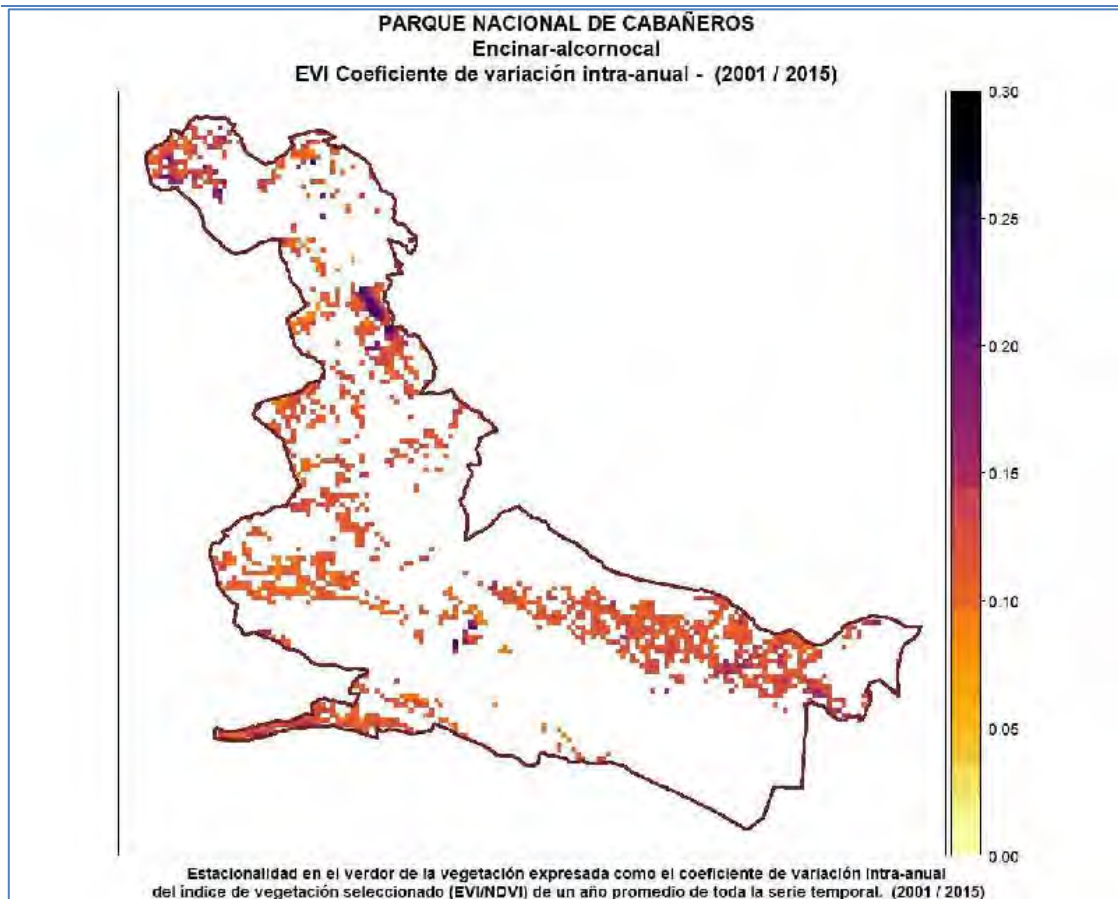 PARQUE NACIONAL DE CABAÑEROS
Encinar-alcornocal
EVI Coeficiente de variación intra-anual - (2001 / 2015)
0.30
0.25
0.20
0.15
0.10
0.05
0.00
Estacionalidad en el verdor de la vegetación expresada como el coeficiente de variación intra-anual
del índice de vegetación seleccionado (EVI/NDVI) de un año promedio de toda la serie temporal. (2001 / 2015)